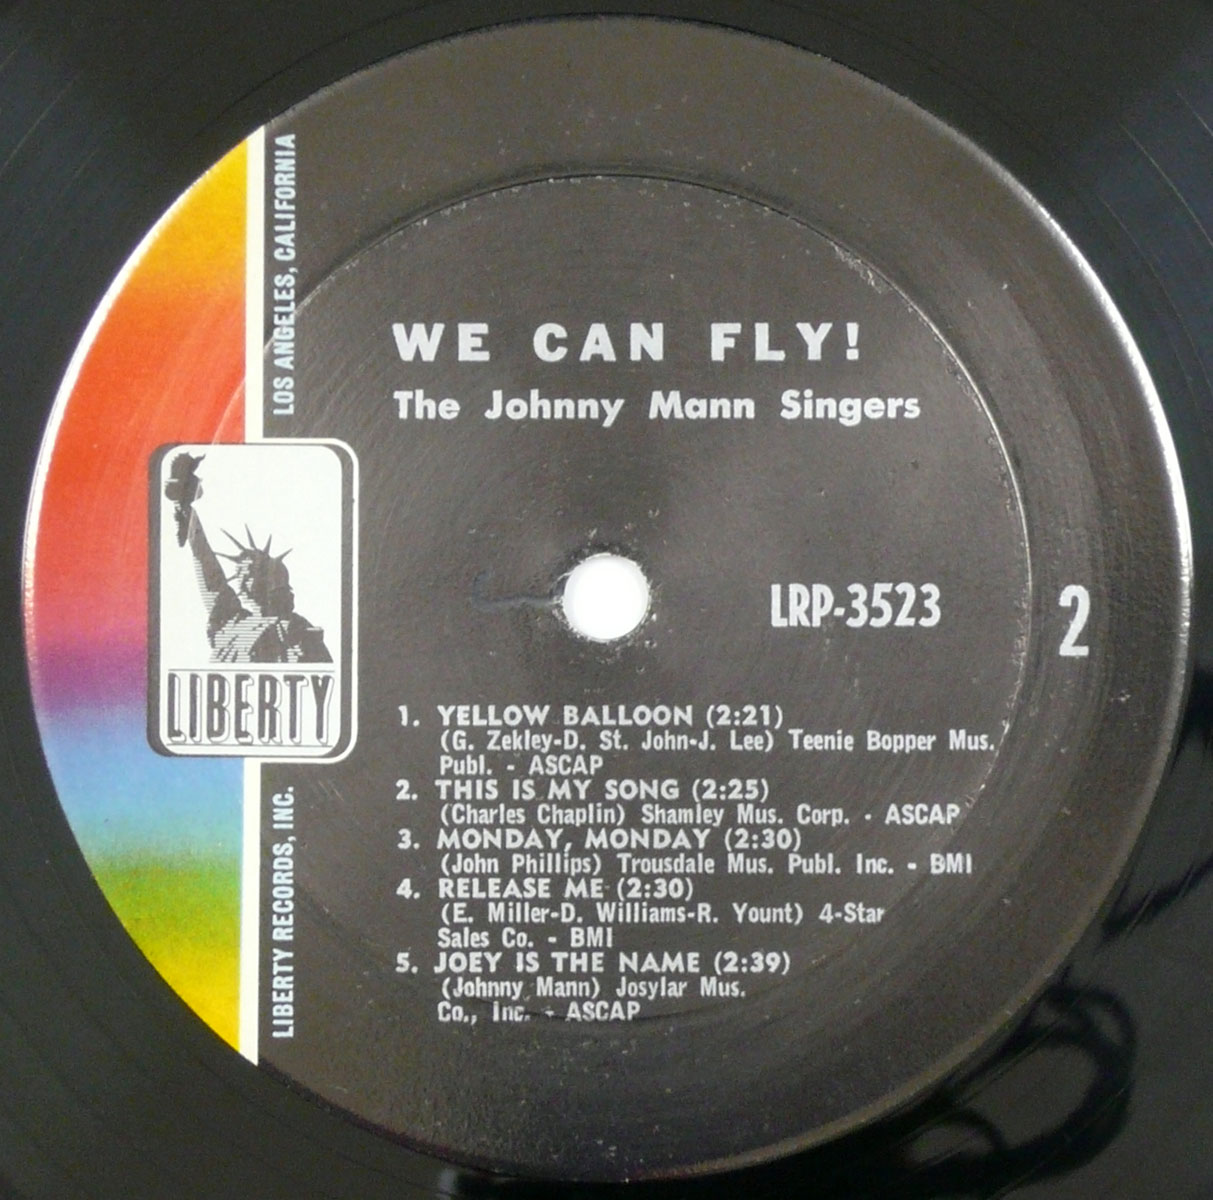 WE CAN FLY!
The Johnny Mann Singers
LOS ANGELES, CALIFORNIA
LIBERTY
LIBERTY RECORDS, INC.
LRP-3523
2
1. YELLOW BALLOON (2:21)
(G. Zekley-D. St. John-J. Lee) Teenie Bopper Mus.
Publ. - ASCAP
2. THIS IS MY SONG (2:25)
(Charles Chaplin) Shamley Mus. Corp. - ASCAP
3. MONDAY, MONDAY (2:30)
(John Phillips) Trousdale Mus. Publ. Inc. - BMI
4. RELEASE ME (2:30)
(E. Miller-D. Williams-R. Yount) 4-Star
Sales Co. - BMI
5. JOEY IS THE NAME (2:39)
(Johnny Mann) Josylar Mus.
Co., Inc. - ASCAP